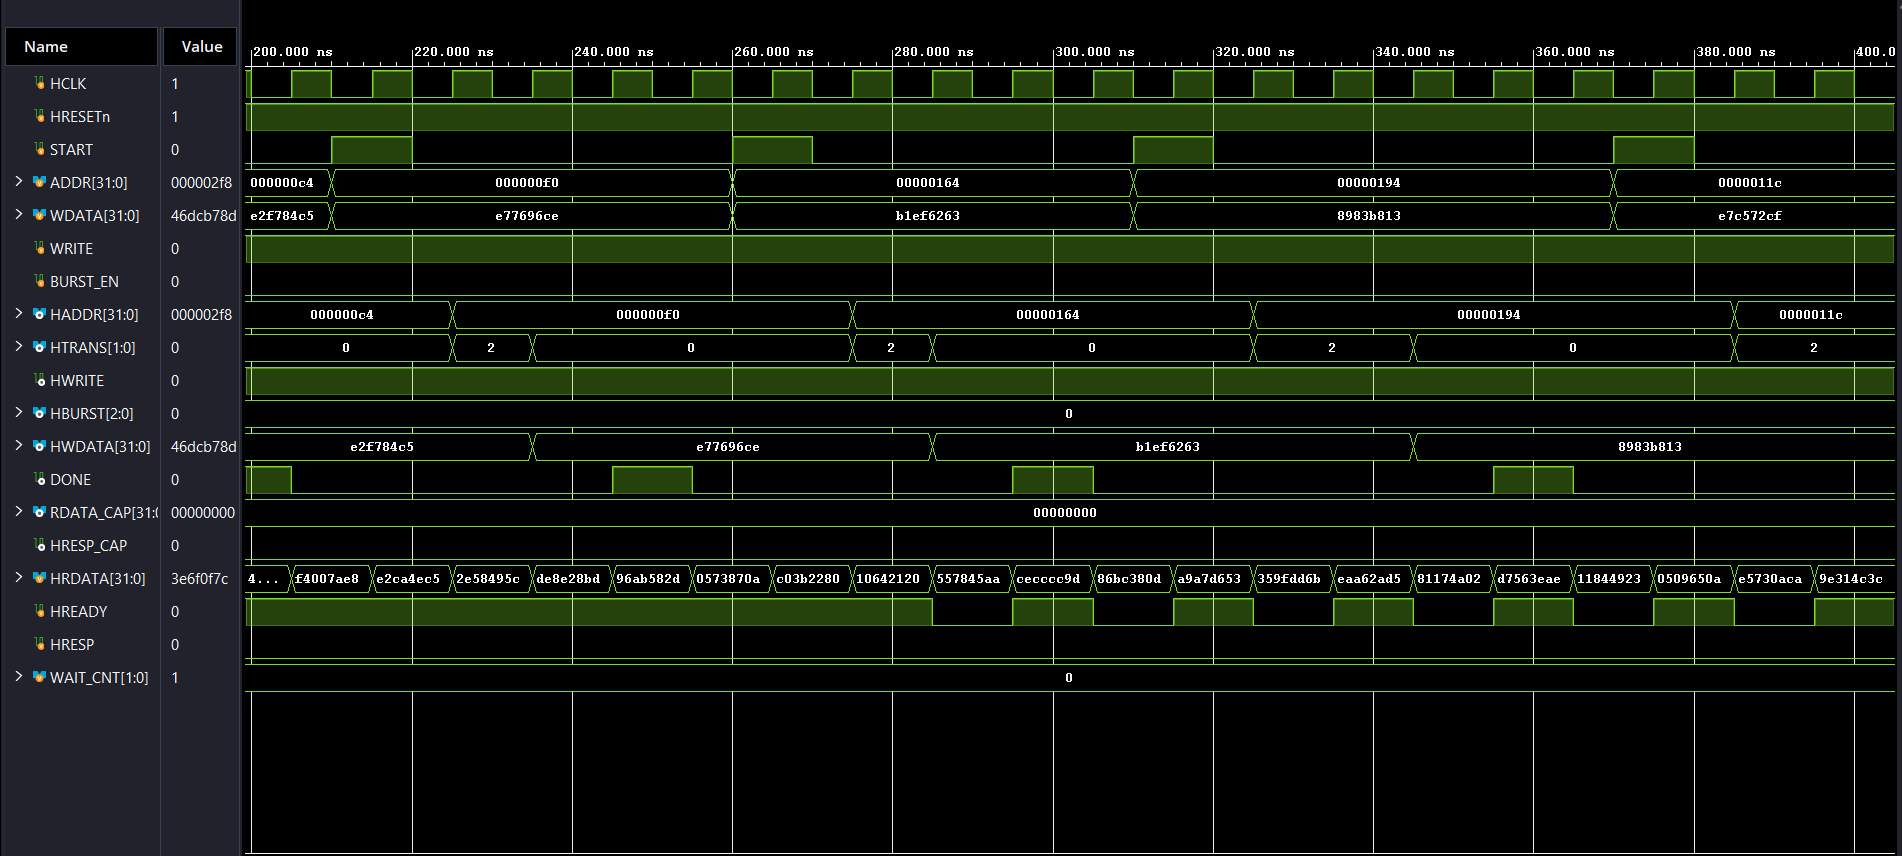 Name Value 200.000 ns 220.000 ns 240.000 ns 260.000 ns 280.000 ns 300.000 ns 320.000 ns 340.000 ns 360.000 ns 380.000 ns 400.0
HCLK 1
HRESETn 1
START 0
ADDR[31:0] 000002f8 000000c4 000000f0 00000164 00000194 0000011c
WDATA[31:0] 46dcb78d e2f784c5 e77696ce b1ef6263 8983b813 e7c572cf
WRITE 0
BURST_EN 0
HADDR[31:0] 000002f8 000000c4 000000f0 00000164 00000194 0000011c
HTRANS[1:0] 0 0 2 0 2 0 2 0 2
HWRITE 0
HBURST[2:0] 0 0
HWDATA[31:0] 46dcb78d e2f784c5 e77696ce b1ef6263 8983b813
DONE 0
RDATA_CAP[31:( 00000000 00000000
HRESP_CAP 0
HRDATA[31:0] 3e6f0f7c 4... f4007ae8 e2ca4ec5 2e58495c de8e28bd 96ab582d 0573870a c03b2280 10642120 557845aa cecccc9d 86bc380d a9a7d653 359fdd6b eaa62ad5 81174a02 d7563eae 11844923 0509650a e5730aca 9e314c3c
HREADY 0
HRESP 0
WAIT_CNT[1:0] 1 0